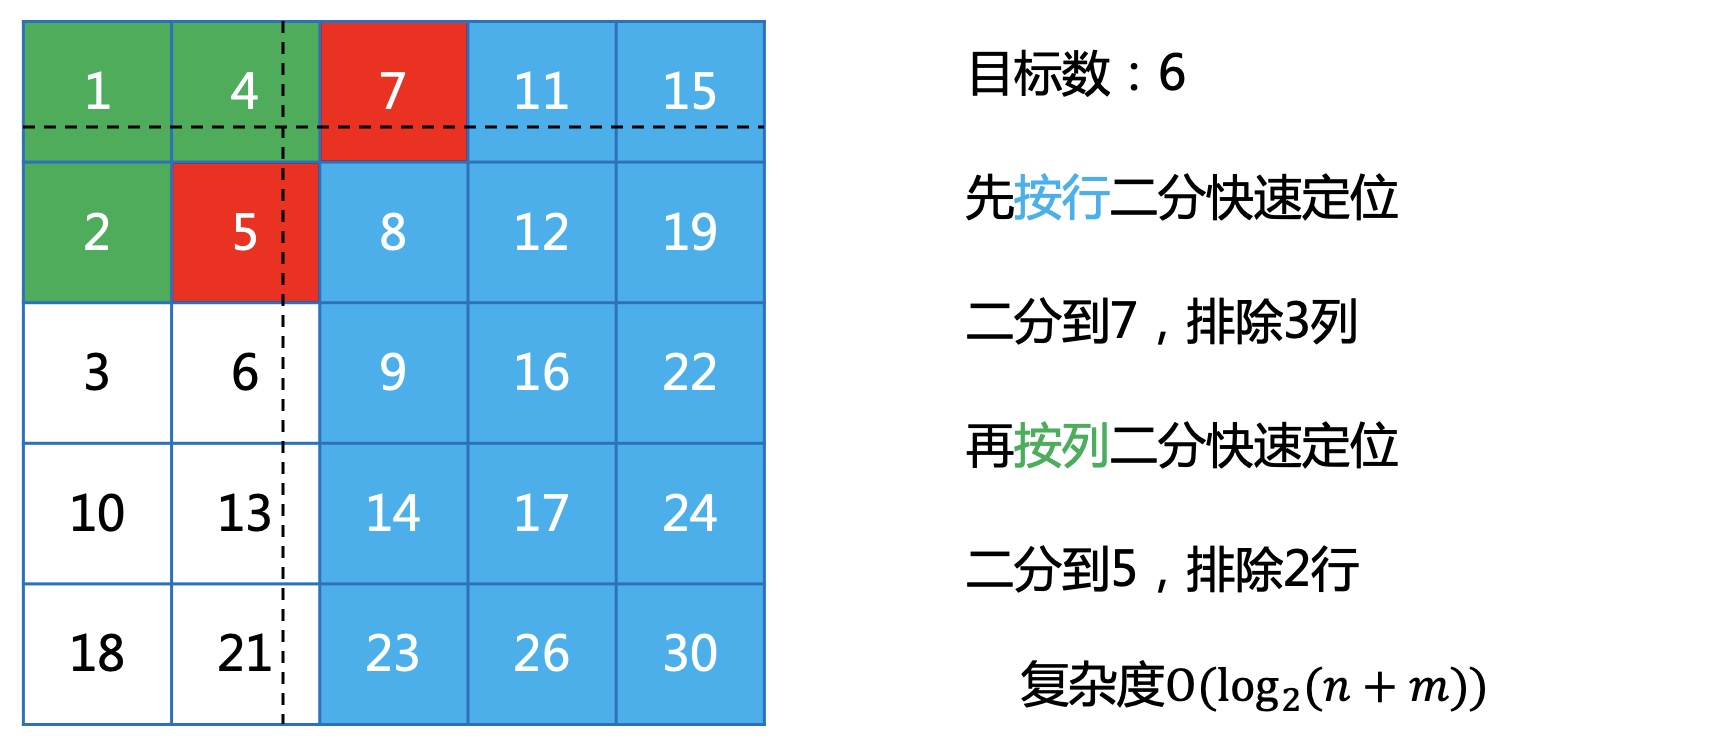 1 4 7 11 15
2 5 8 12 19
3 6 9 16 22
10 13 14 17 24
18 21 23 26 30
目标数：6
先按行二分快速定位
二分到7，排除3列
再按列二分快速定位
二分到5，排除2行
复杂度O(log₂(n + m))